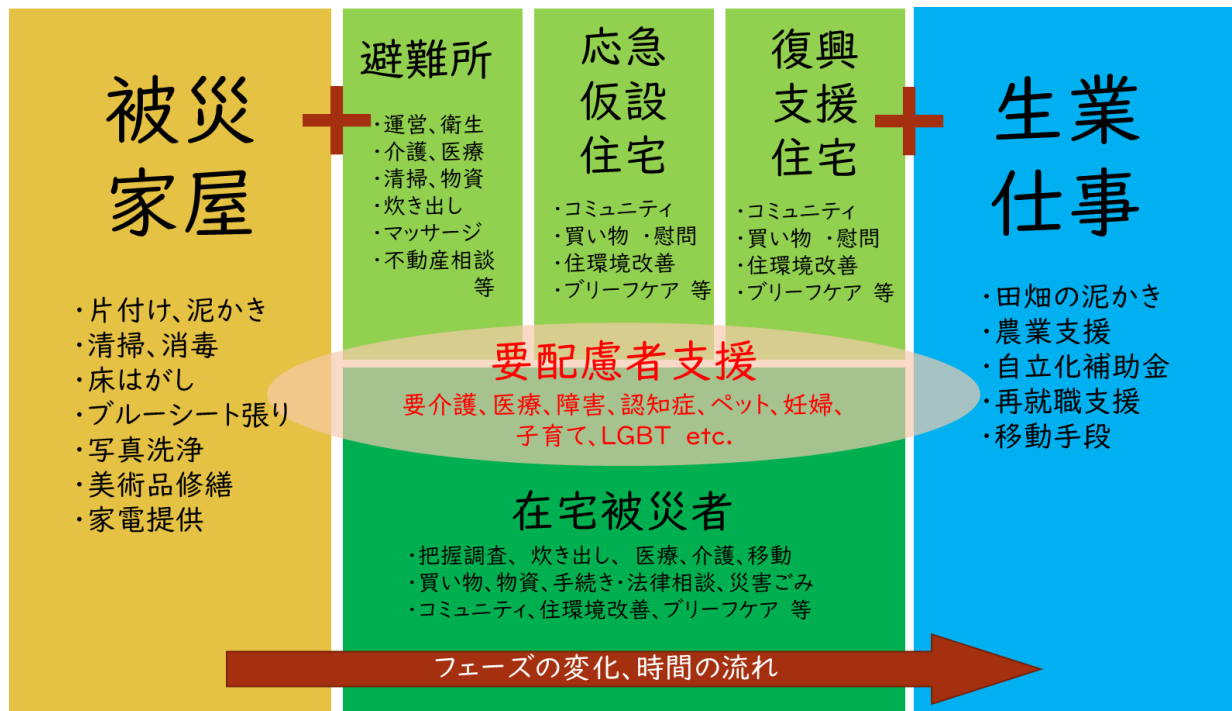 被災
家屋
・片付け、泥かき
・清掃、消毒
・床はがし
・ブルーシート張り
・写真洗浄
・美術品修繕
・家電提供
避難所
・運営、衛生
・介護、医療
・清掃、物資
・炊き出し
・マッサージ
・不動産相談
等
応急
仮設
住宅
・コミュニティ
・買い物 ・慰問
・住環境改善
・ブリーフケア 等
復興
支援
住宅
・コミュニティ
・買い物 ・慰問
・住環境改善
・ブリーフケア 等
生業
仕事
・田畑の泥かき
・農業支援
・自立化補助金
・再就職支援
・移動手段
要配慮者支援
要介護、医療、障害、認知症、ペット、妊婦、
子育て、LGBT etc.
在宅被災者
・把握調査、 炊き出し、 医療、介護、移動
・買い物、物資、手続き・法律相談、災害ごみ
・コミュニティ、住環境改善、ブリーフケア 等
フェーズの変化、時間の流れ